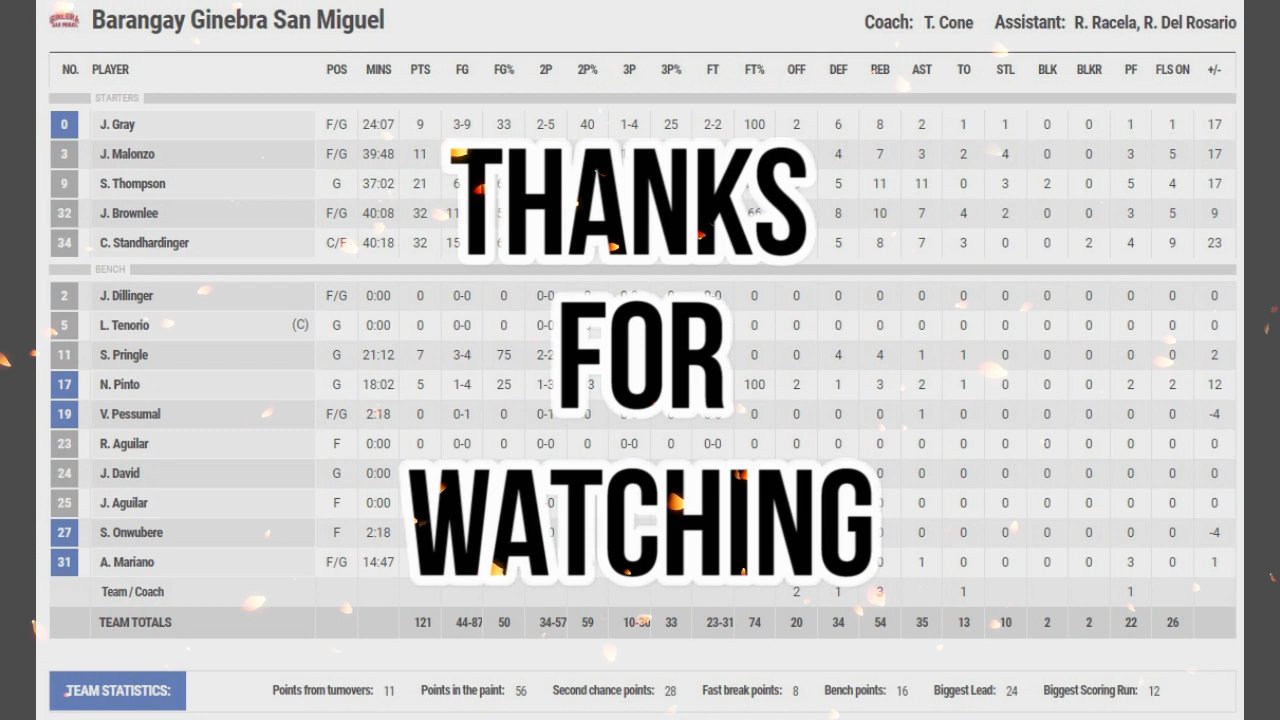 GINEBRA
SAN MIGUEL
Barangay Ginebra San Miguel
Coach: T. Cone Assistant: R. Racela, R. Del Rosario
NO. PLAYER POS MINS PTS FG FG% 2P 2P% 3P 3P% FT FT% OFF DEF REB AST TO STL BLK BLKR PF FLS ON +/-
STARTERS
0 J. Gray F/G 24:07 9 3-9 33 2-5 40 1-4 25 2-2 100 2 6 8 2 1 1 0 0 1 1 17
3 J. Malonzo F/G 39:48 11 4 7 3 2 4 0 0 3 5 17
9 S. Thompson G 37:02 21 5 11 11 0 3 2 0 5 4 17
32 J. Brownlee F/G 40:08 32 8 10 7 4 2 0 0 3 5 9
34 C. Standhardinger C/F 40:18 32 5 8 7 3 0 0 2 4 9 23
THANKS
BENCH
2 J. Dillinger F/G 0:00 0 0-0 0 0 0 0 0 0 0 0 0 0 0 0 0
5 L. Tenorio (C) G 0:00 0 0-0 0 0 0 0 0 0 0 0 0 0 0 0 0
11 S. Pringle G 21:12 7 3-4 75 0 0 4 4 1 1 0 0 0 0 0 2
17 N. Pinto G 18:02 5 1-4 25 100 2 1 3 2 1 0 0 0 2 2 12
19 V. Pessumal F/G 2:18 0 0-1 0 0 0 0 0 1 0 0 0 0 0 0 -4
FOR
23 R. Aguilar F 0:00 0 0-0 0 0-0 0 0-0 0 0-0 0 0 0 0 0 0 0 0 0 0 0 0
24 J. David G 0:00 0 0 0 0 0 0 0 0
25 J. Aguilar F 0:00 0 0 0 0 0 0 0 0
27 S. Onwubere F 2:18 0 0 0 0 0 0 0 -4
31 A. Mariano F/G 14:47 0 1 0 0 0 0 3 0 1
WATCHING
Team / Coach 2 1 3 1 1
TEAM TOTALS 121 44-87 50 34-57 59 10-30 33 23-31 74 20 34 54 35 13 10 2 2 22 26
TEAM STATISTICS: Points from turnovers: 11 Points in the paint: 56 Second chance points: 28 Fast break points: 8 Bench points: 16 Biggest Lead: 24 Biggest Scoring Run: 12